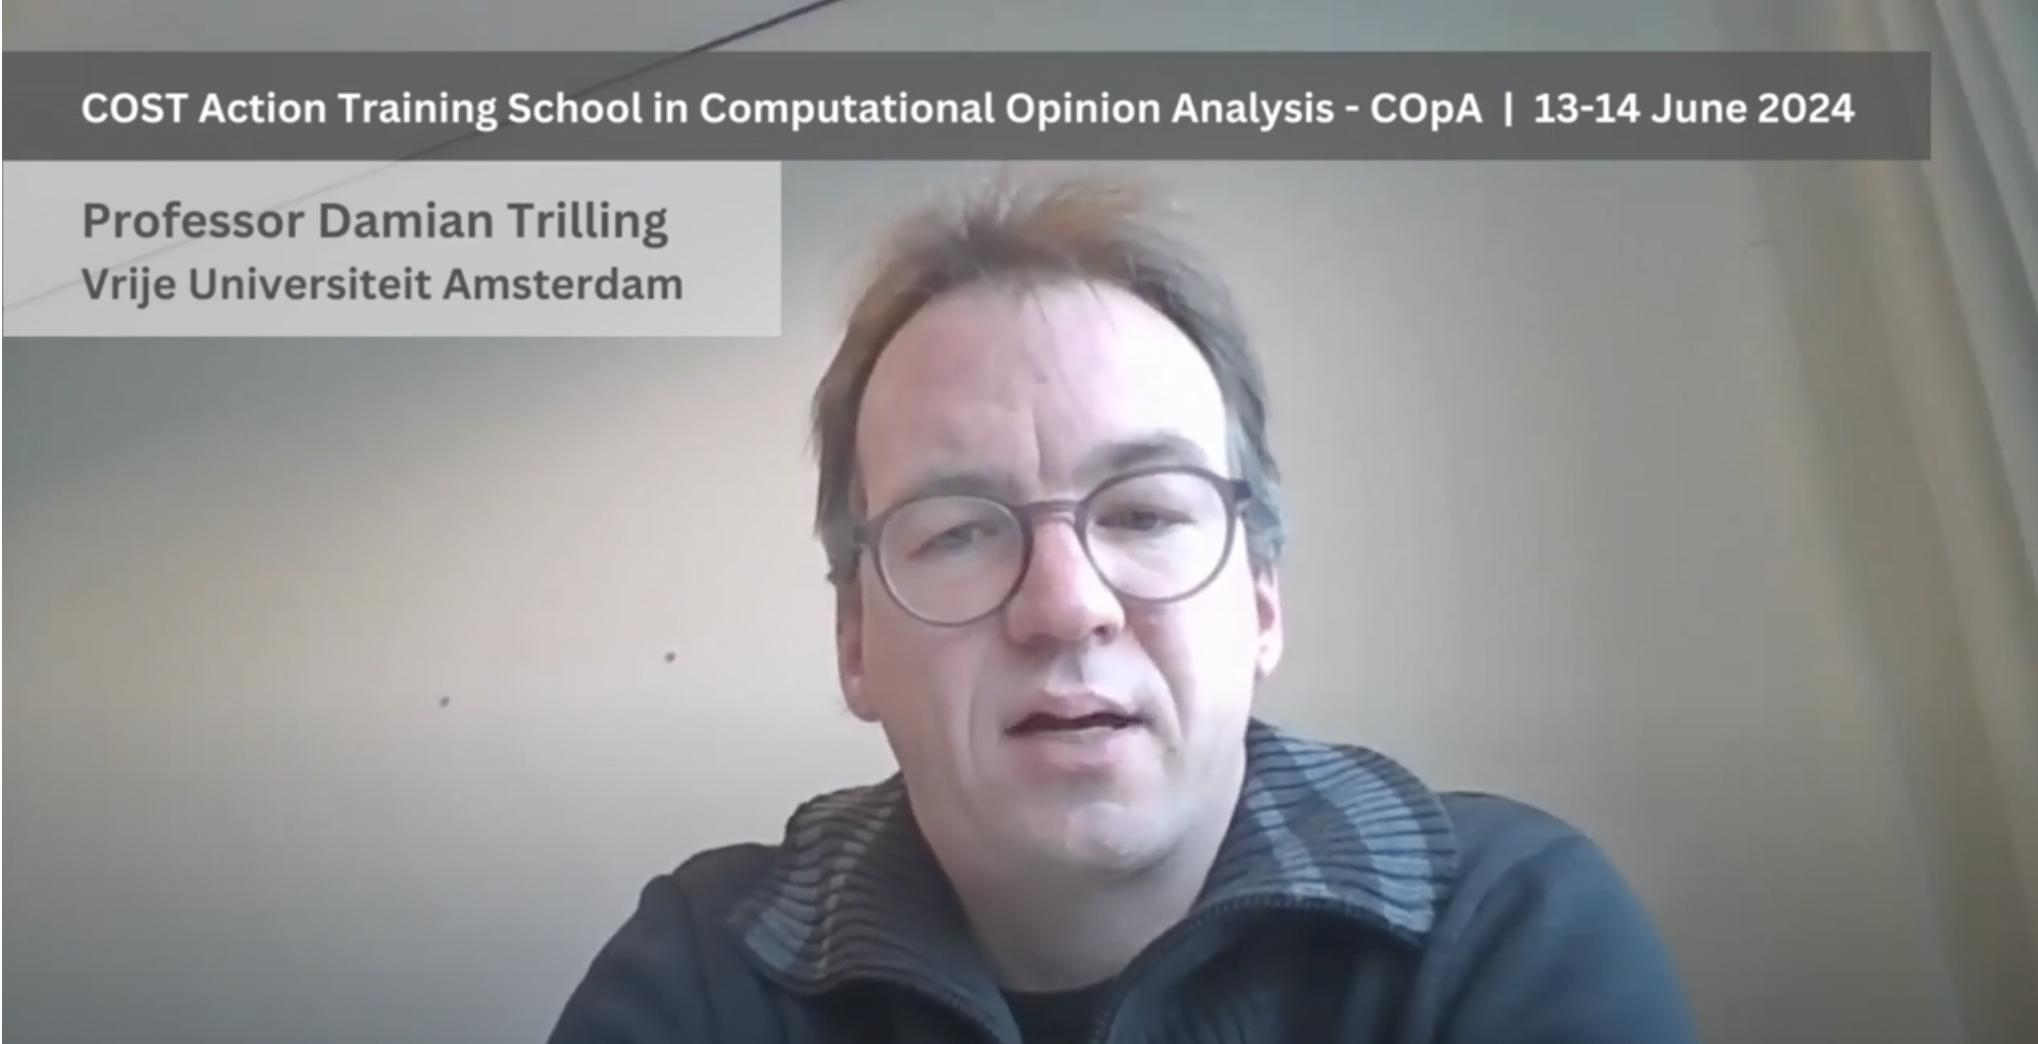 COST Action Training School in Computational Opinion Analysis - COpA | 13-14 June 2024
Professor Damian Trilling
Vrije Universiteit Amsterdam